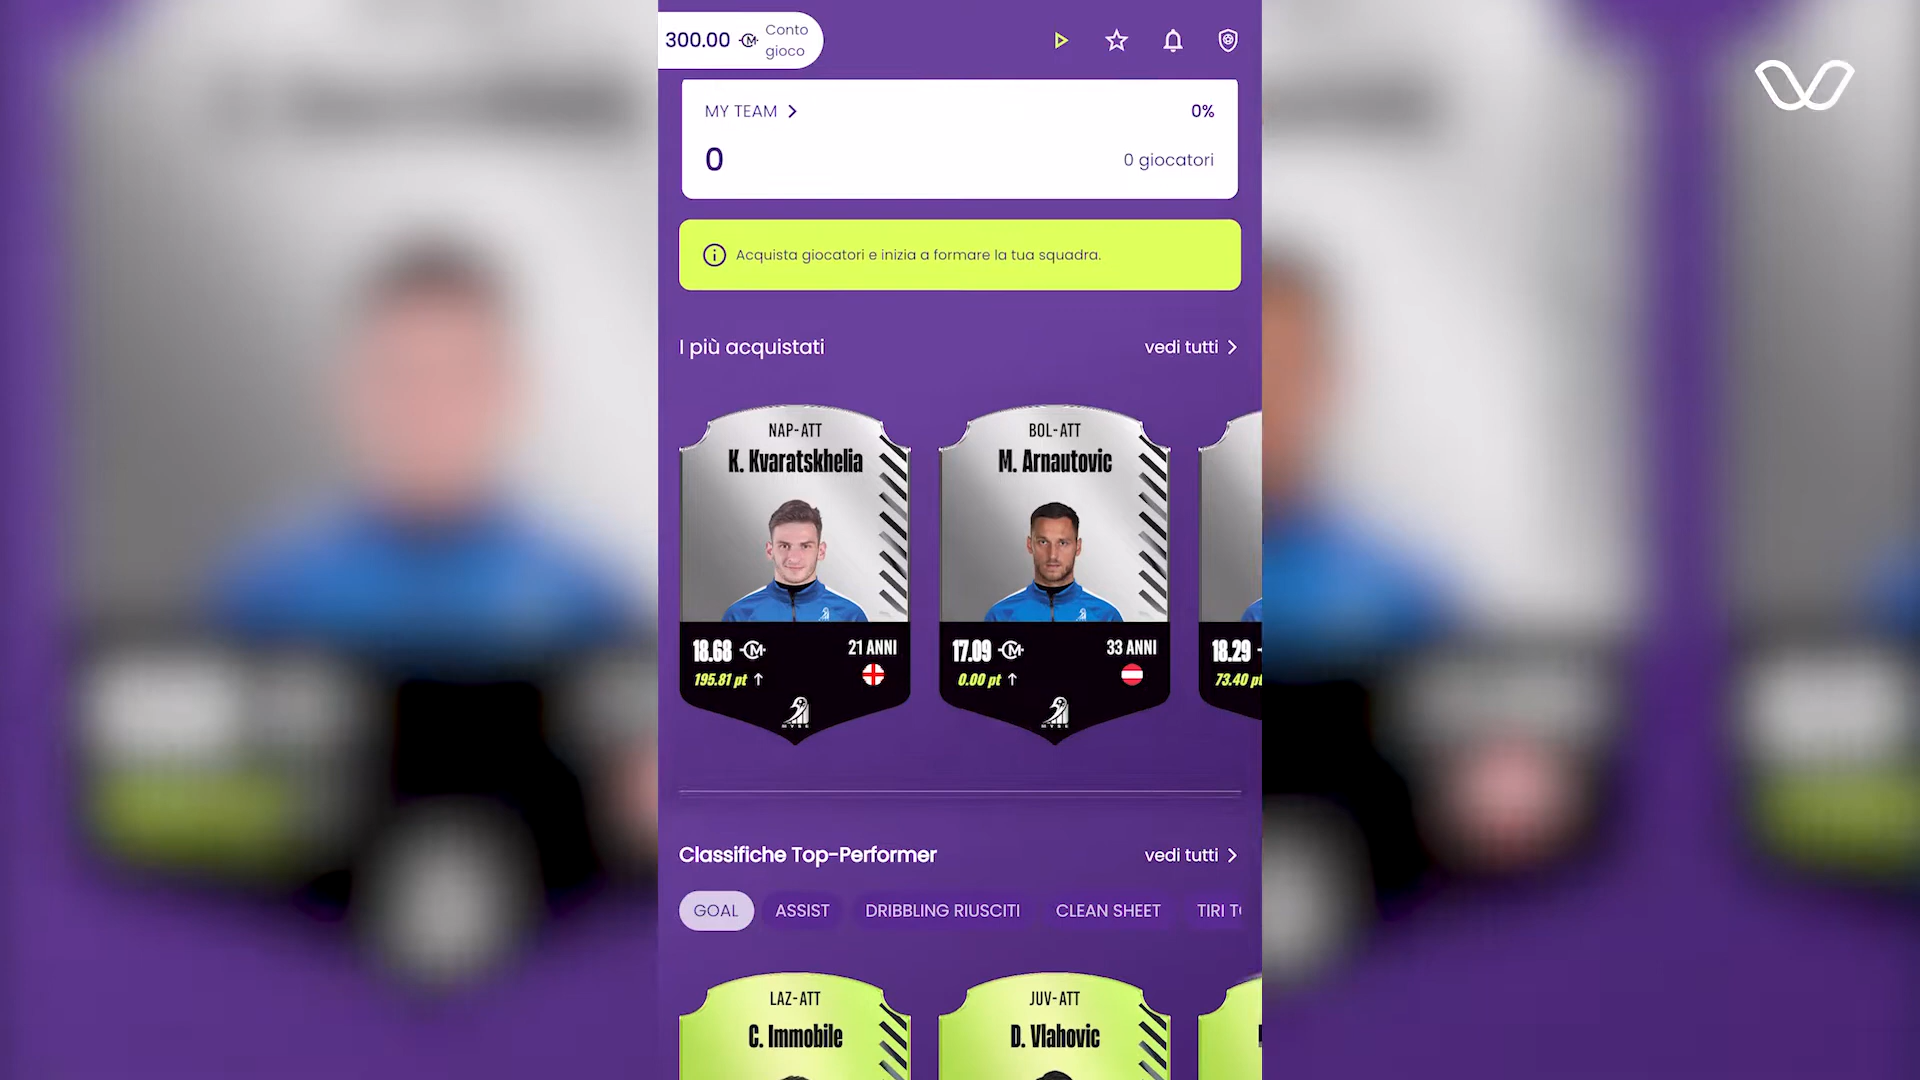 300.00 Conto gioco
MY TEAM
0%
0
0 giocatori
Acquista giocatori e inizia a formare la tua squadra.
I più acquistati
vedi tutti
NAP-ATT
K. Kvaratskhelia
18.68
21 ANNI
195.81 pt
BOL-ATT
M. Arnautovic
17.09
33 ANNI
0.00 pt
18.29
73.40 pt
Classifiche Top-Performer
vedi tutti
GOAL
ASSIST
DRIBBLING RIUSCITI
CLEAN SHEET
TIRI
LAZ-ATT
C. Immobile
JUV-ATT
D. Vlahovic